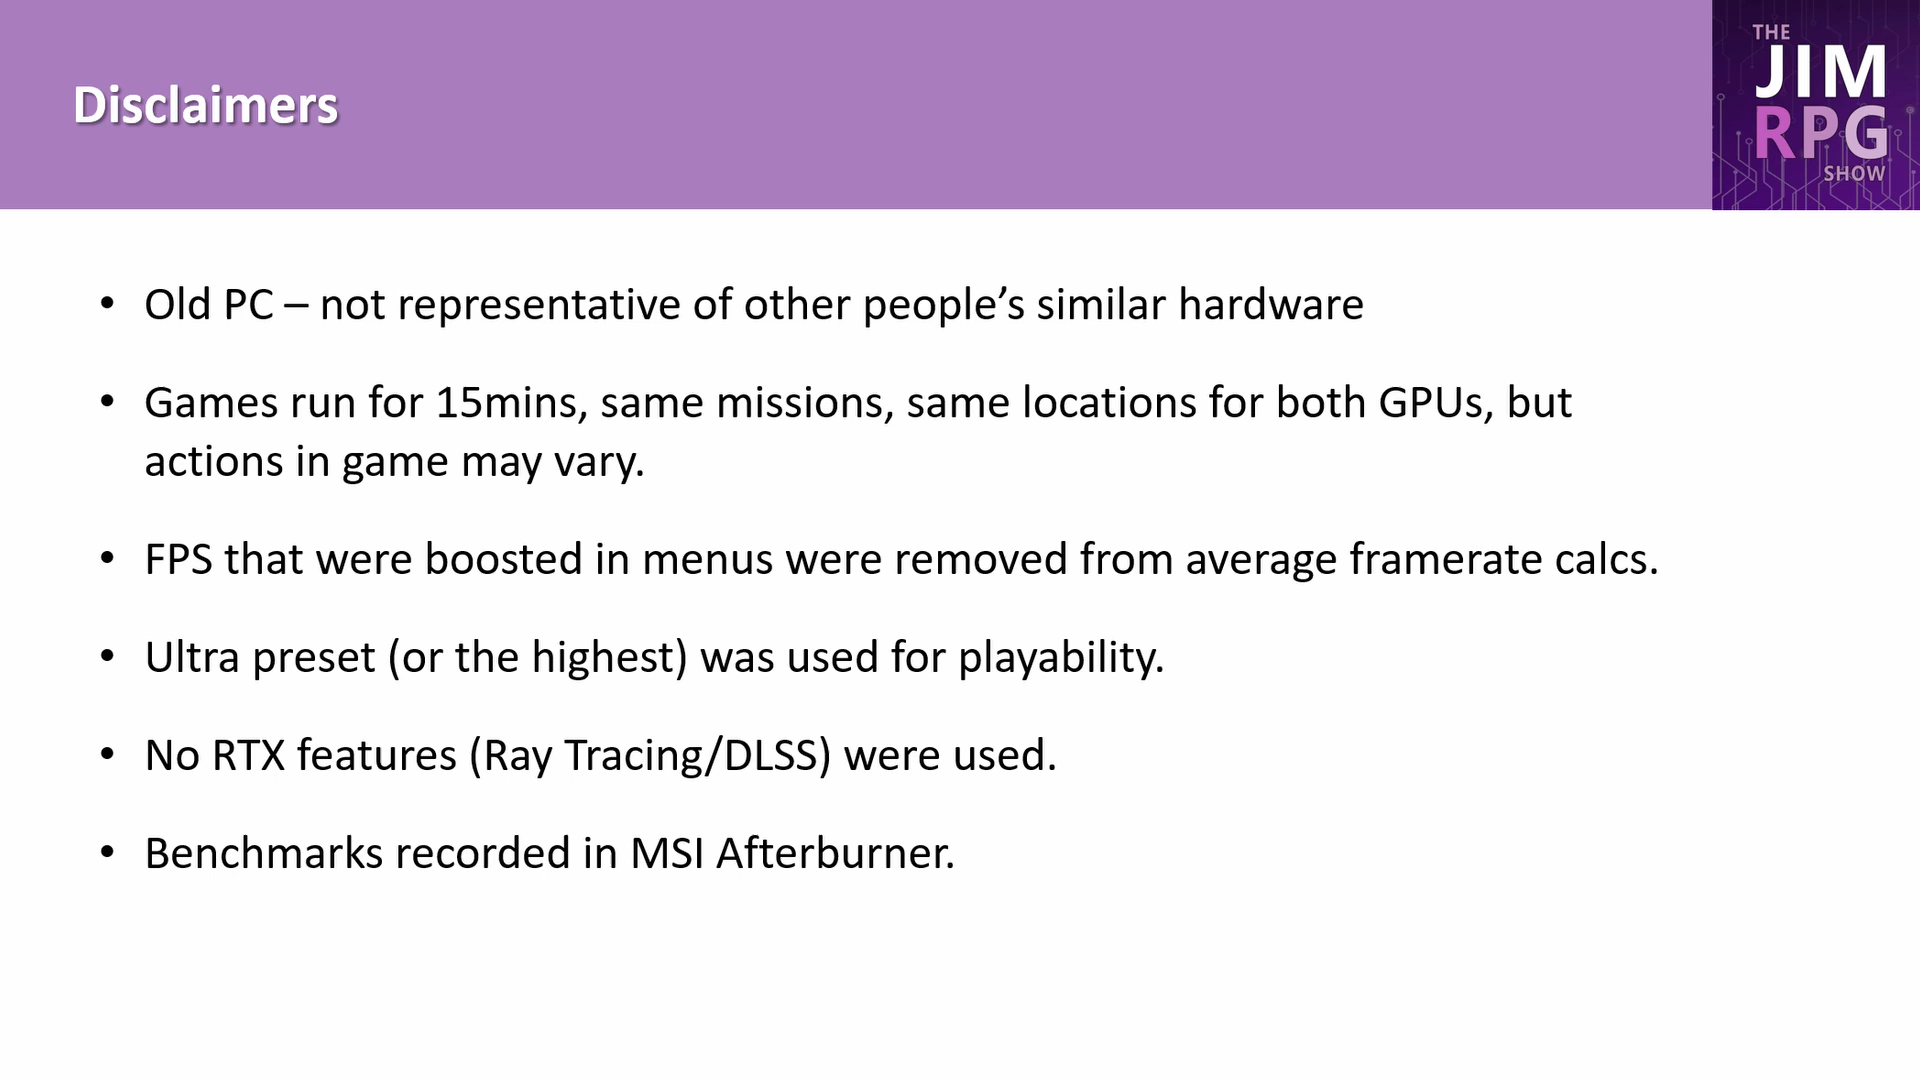 Disclaimers
THE
JIM
RPG
SHOW
• Old PC – not representative of other people’s similar hardware
• Games run for 15mins, same missions, same locations for both GPUs, but
actions in game may vary.
• FPS that were boosted in menus were removed from average framerate calcs.
• Ultra preset (or the highest) was used for playability.
• No RTX features (Ray Tracing/DLSS) were used.
• Benchmarks recorded in MSI Afterburner.